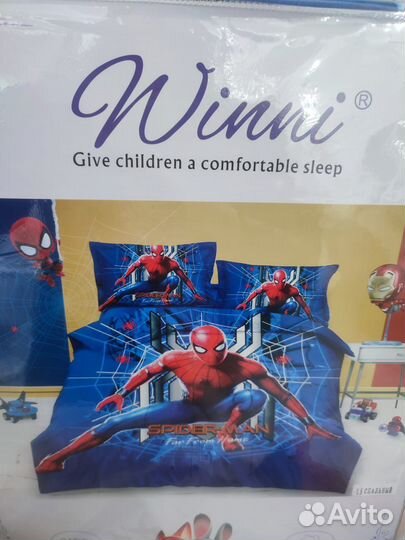 Winni®
Give children a comfortable sleep
SPIDER-MAN
Far From Home
Avito